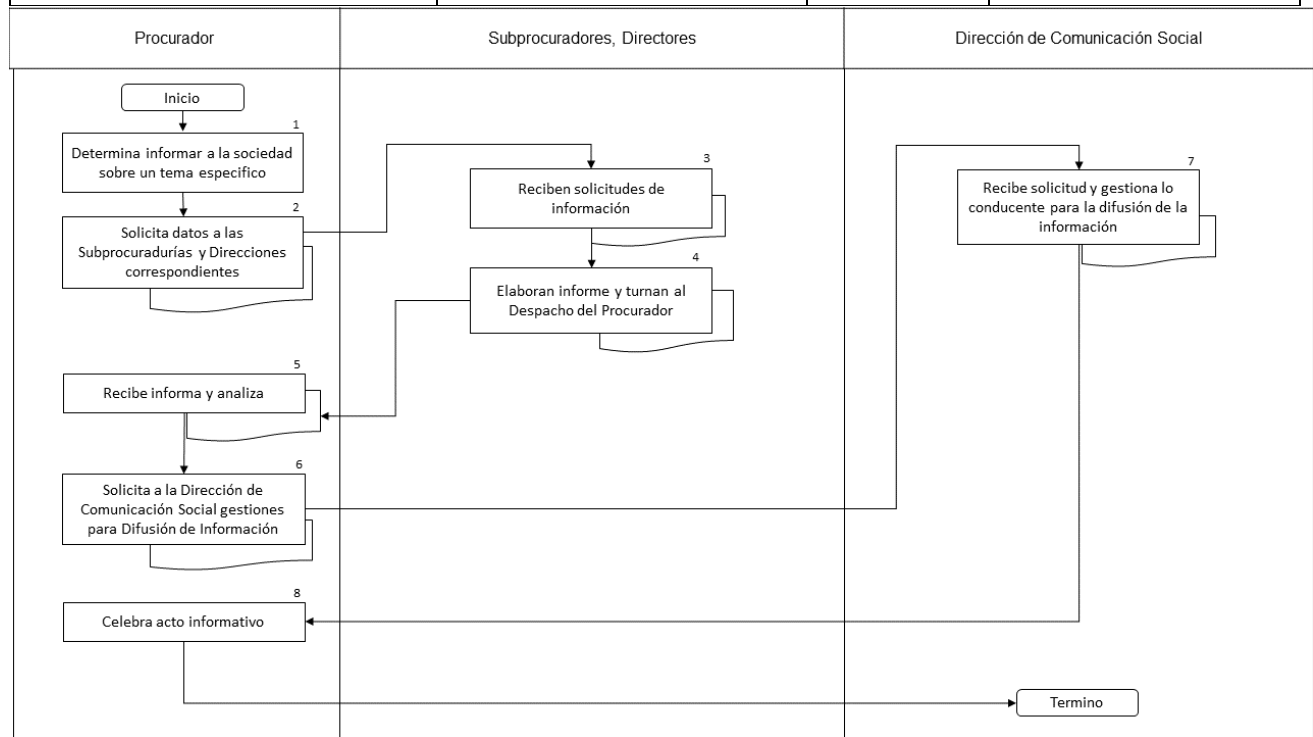 Procurador
Subprocuradores, Directores
Dirección de Comunicación Social
Inicio
1
Determina informar a la sociedad
sobre un tema especifico
2
Solicita datos a las
Subprocuradurías y Direcciones
correspondientes
3
Reciben solicitudes de
información
4
Elaboran informe y turnan al
Despacho del Procurador
5
Recibe informa y analiza
6
Solicita a la Dirección de
Comunicación Social gestiones
para Difusión de Información
7
Recibe solicitud y gestiona lo
conducente para la difusión de la
información
8
Celebra acto informativo
Termino